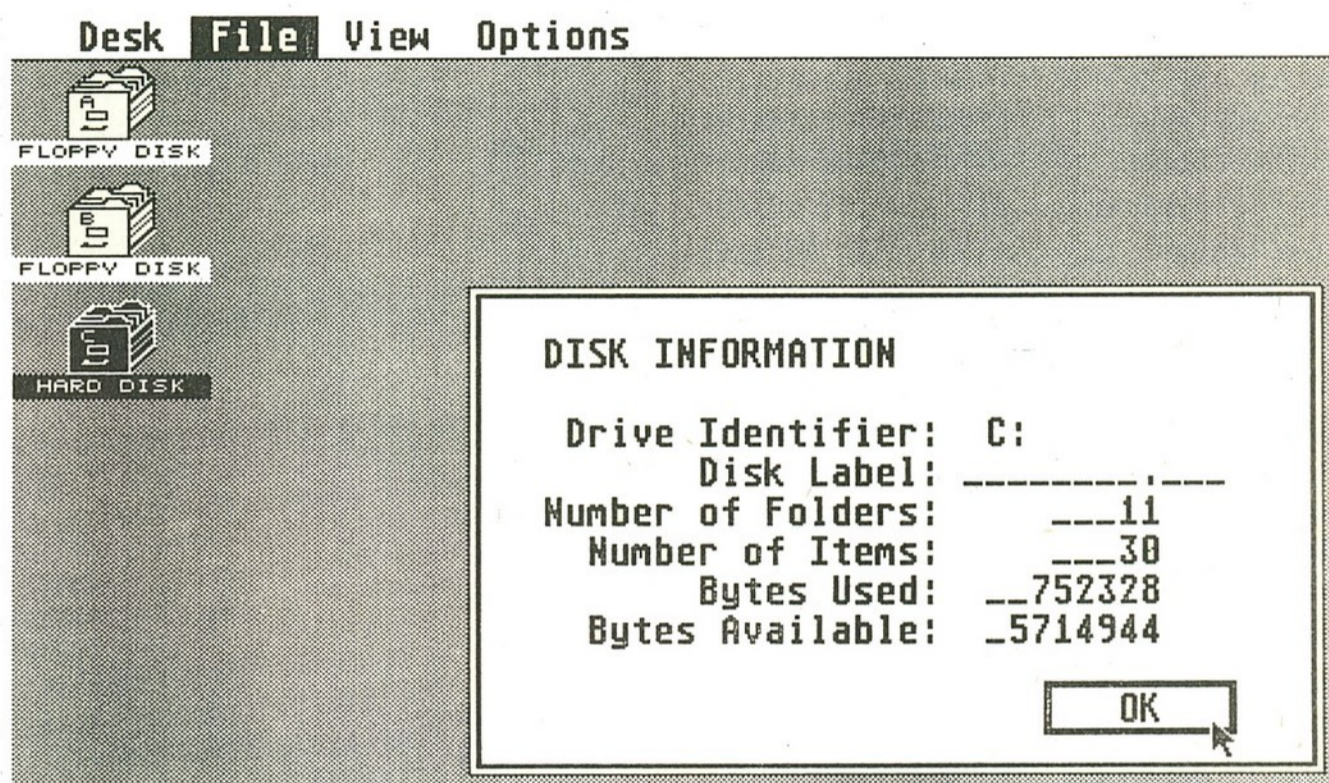 Desk File View Options
A
FLOPPY DISK
B
FLOPPY DISK
C
HARD DISK
DISK INFORMATION
Drive Identifier: C:
Disk Label: ________.___
Number of Folders: ___11
Number of Items: ___30
Bytes Used: __752328
Bytes Available: _5714944
OK